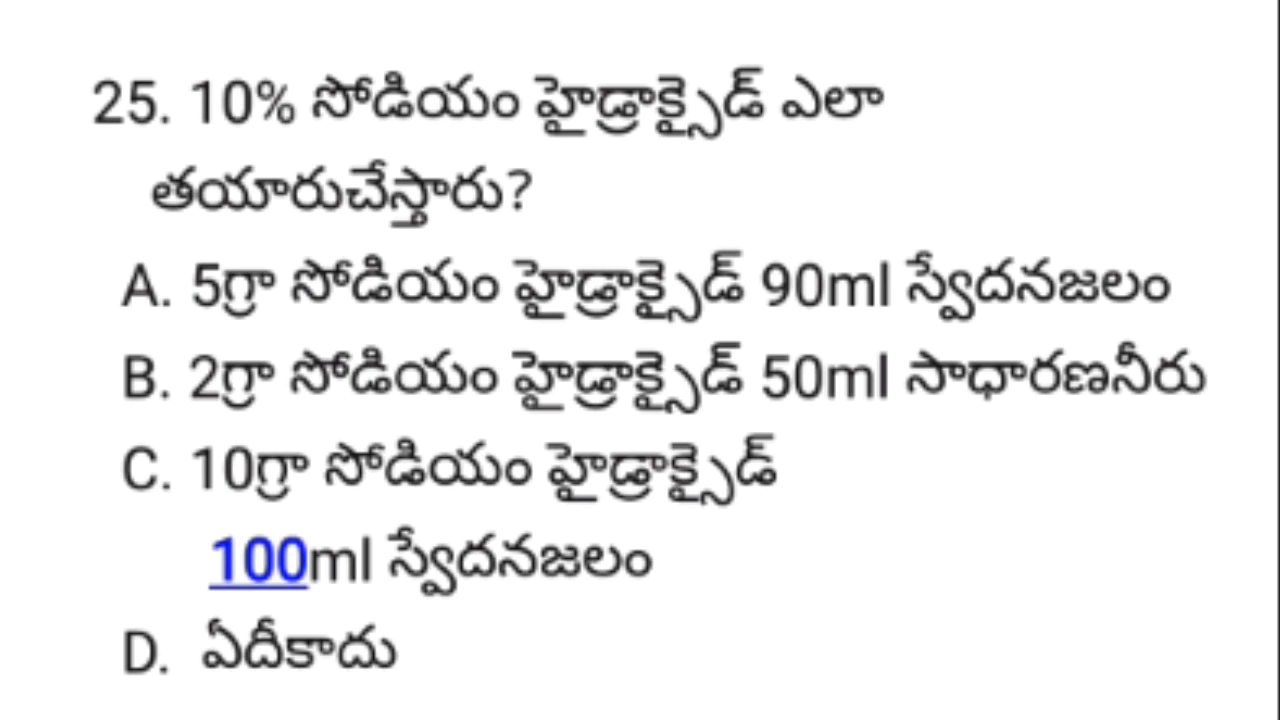 25. 10% సోడియం హైడ్రాక్సైడ్ ఎలా
తయారుచేస్తారు?
A. 5గ్రా సోడియం హైడ్రాక్సైడ్ 90ml స్వేదనజలం
B. 2గ్రా సోడియం హైడ్రాక్సైడ్ 50ml సాధారణనీరు
C. 10గ్రా సోడియం హైడ్రాక్సైడ్
100ml స్వేదనజలం
D. ఏదీకాదు